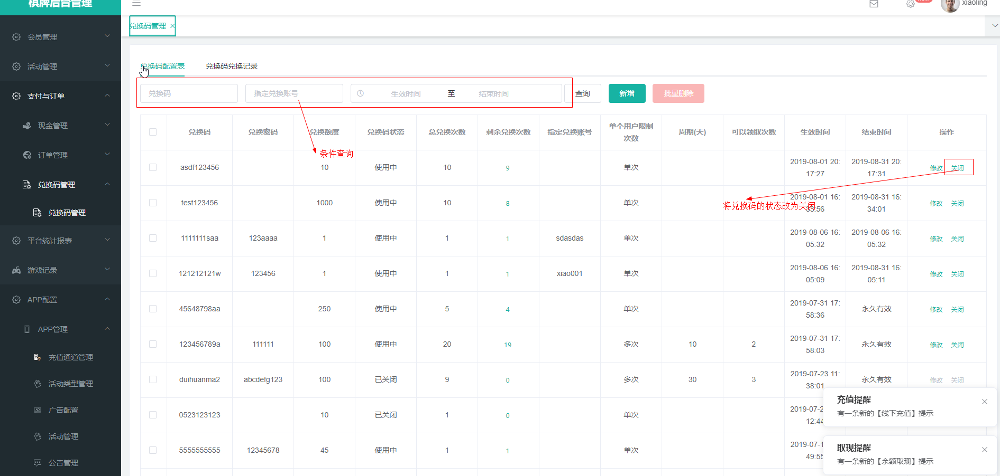 棋牌后台管理
xiaoling
兑换码管理
会员管理
活动管理
支付与订单
现金管理
订单管理
兑换码管理
兑换码管理
平台统计报表
游戏记录
APP配置
APP管理
充值通道管理
活动类型管理
广告配置
活动管理
公告管理
兑换码配置表 兑换码兑换记录
兑换码 指定兑换账号 生效时间 至 结束时间 查询 新增 批量删除
兑换码 兑换密码 兑换额度 兑换码状态 总兑换次数 剩余兑换次数 指定兑换账号 单个用户限制次数 周期(天) 可以领取次数 生效时间 结束时间 操作
条件查询
asdf123456 10 使用中 10 9 单次 2019-08-01 20:17:27 2019-08-31 20:17:31 修改 关闭
将兑换码的状态改为关闭
test123456 1000 使用中 10 8 单次 2019-08-01 16: 2019-08-31 16:34:01 修改 关闭
1111111saa 123aaaa 1 使用中 1 1 sdasdas 单次 2019-08-06 16:05:32 2019-08-06 16:05:32 修改 关闭
121212121w 123456 1 使用中 1 1 xiao001 单次 2019-08-06 16:05:09 2019-08-31 16:05:11 修改 关闭
45648798aa 250 使用中 5 4 单次 2019-07-31 17:58:36 永久有效 修改 关闭
123456789a 111111 100 使用中 20 19 多次 10 2 2019-07-31 17:58:03 永久有效 修改 关闭
duihuanma2 abcdefg123 100 已关闭 9 0 多次 30 3 2019-07-23 11:38:01 永久有效 修改 关闭
0523123123 10 已关闭 1 0 单次 2019-07-2 12:44
5555555555 12345678 45 使用中 1 1 单次 2019-07-1 49:55
充值提醒
有一条新的【线下充值】提示
取现提醒
有一条新的【余额取现】提示